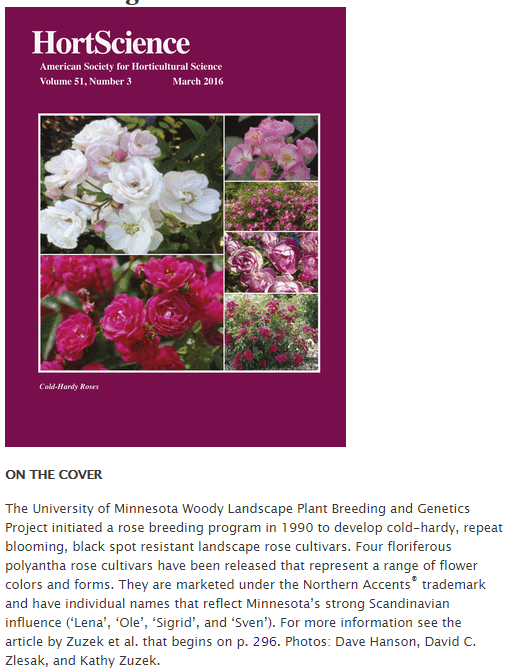 HortScience
American Society for Horticultural Science
Volume 51, Number 3 March 2016
Cold-Hardy Roses
ON THE COVER
The University of Minnesota Woody Landscape Plant Breeding and Genetics
Project initiated a rose breeding program in 1990 to develop cold-hardy, repeat
blooming, black spot resistant landscape rose cultivars. Four floriferous
polyantha rose cultivars have been released that represent a range of flower
colors and forms. They are marketed under the Northern Accents® trademark
and have individual names that reflect Minnesota’s strong Scandinavian
influence (‘Lena’, ‘Ole’, ‘Sigrid’, and ‘Sven’). For more information see the
article by Zuzek et al. that begins on p. 296. Photos: Dave Hanson, David C.
Zlesak, and Kathy Zuzek.